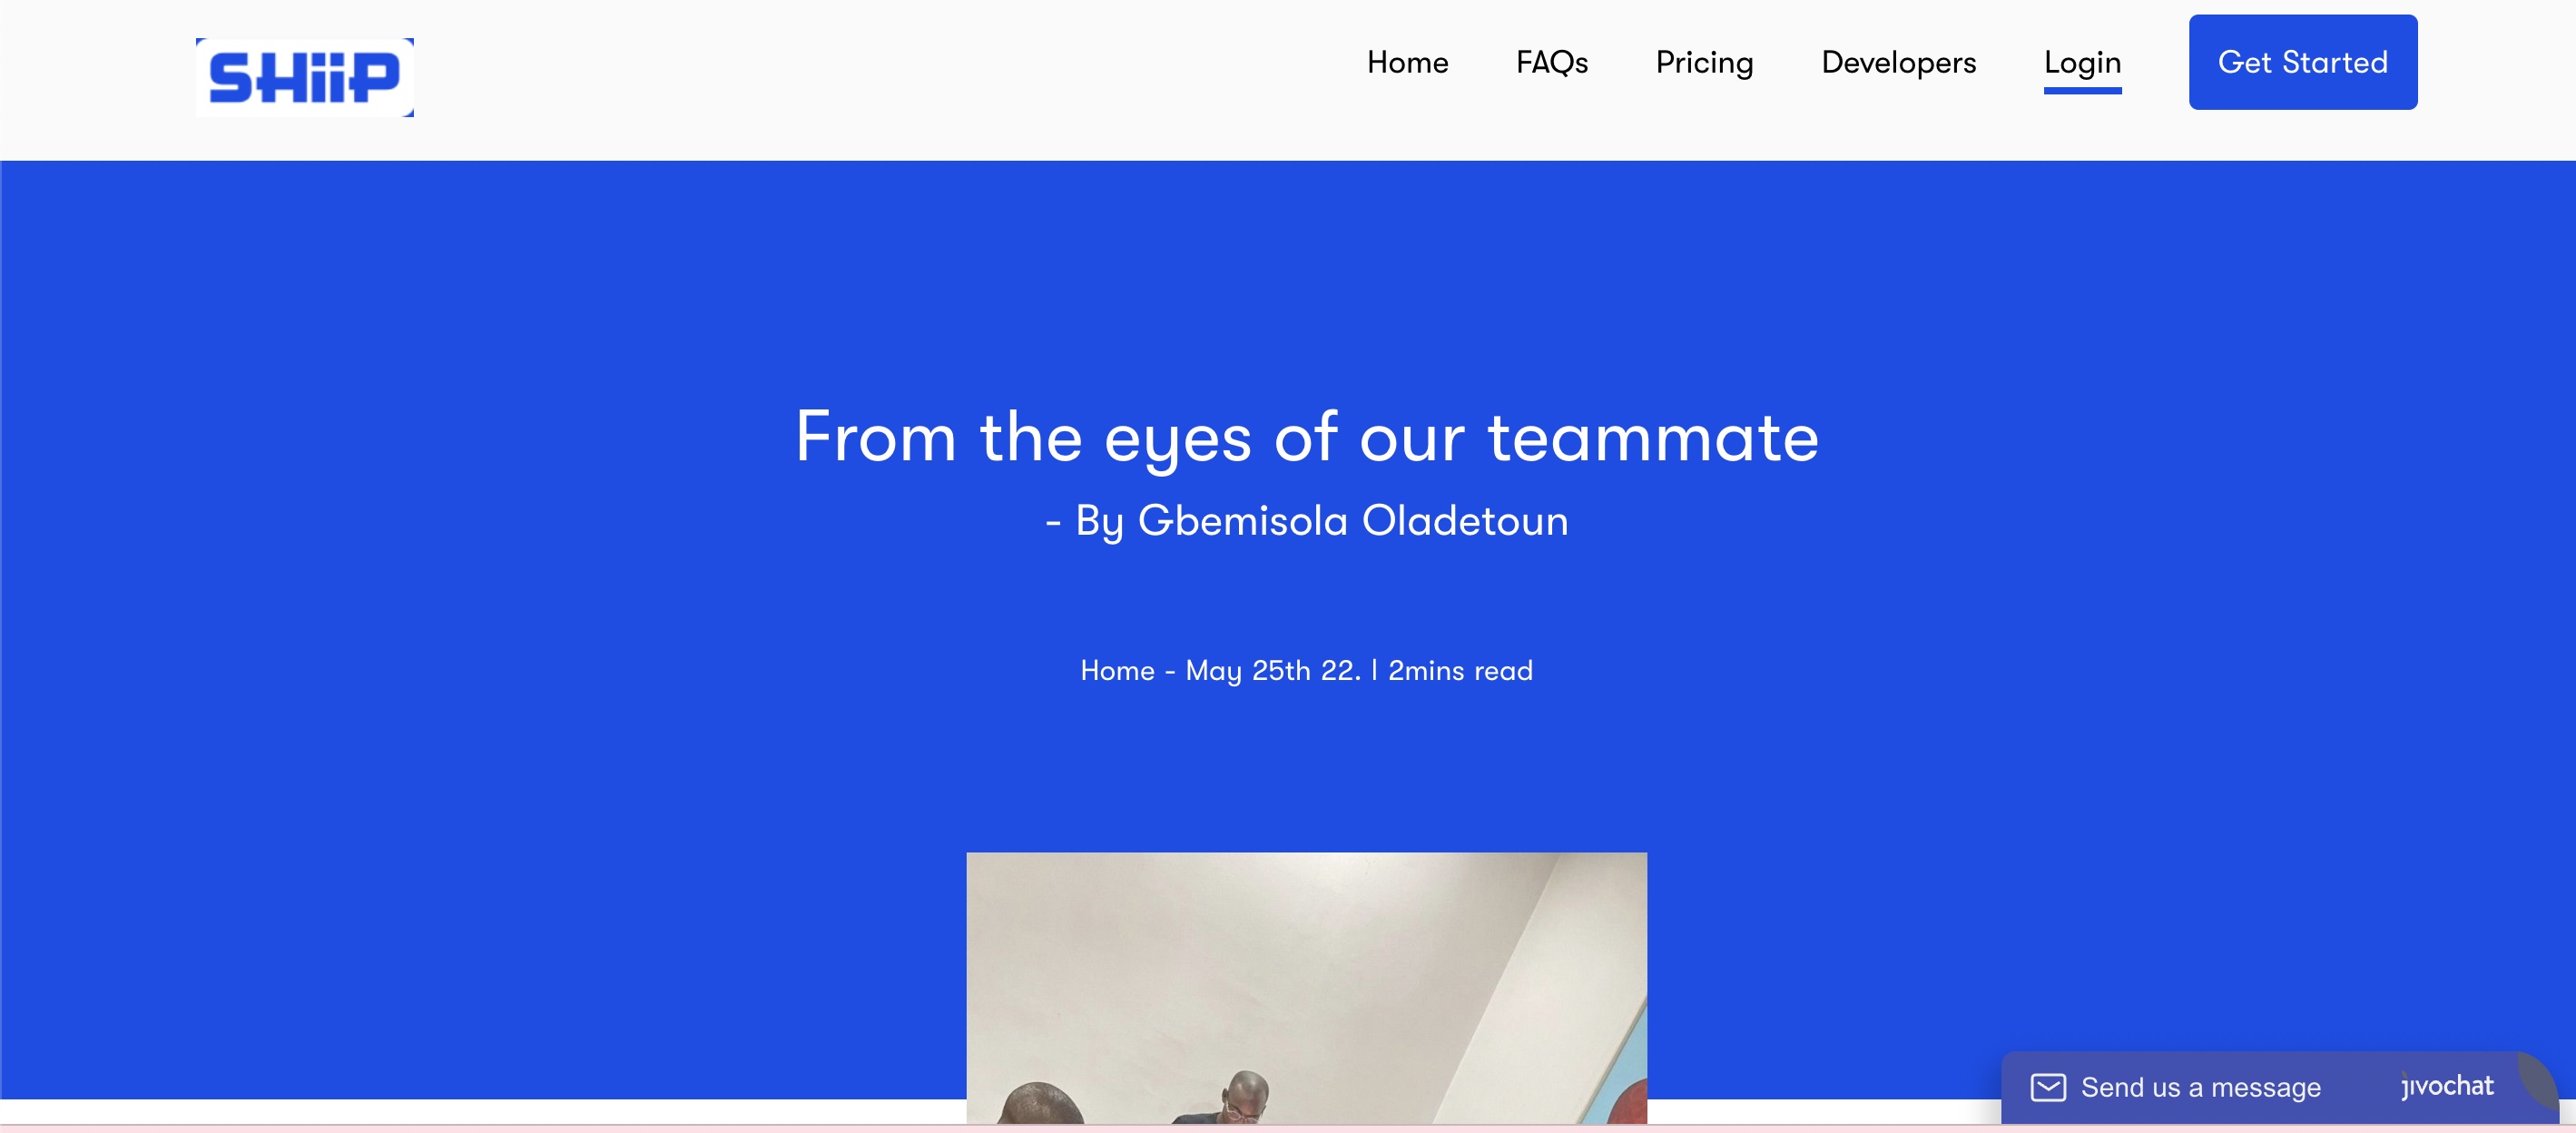 SHiiP
Home FAQs Pricing Developers Login Get Started
From the eyes of our teammate
- By Gbemisola Oladetoun
Home - May 25th 22. | 2mins read
Send us a message jivochat